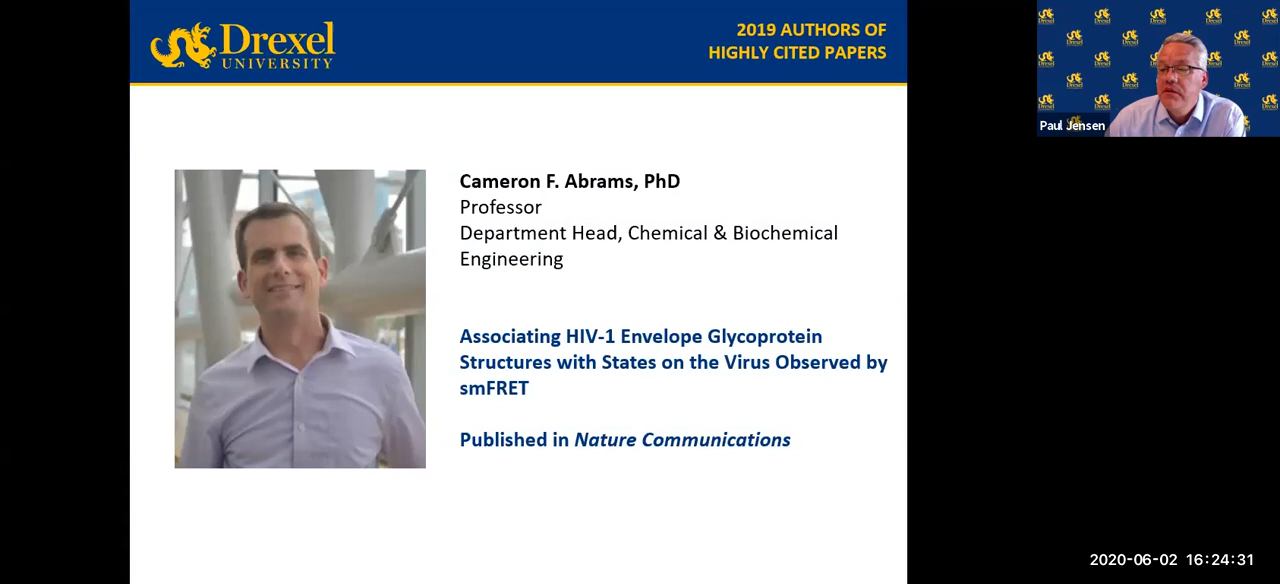 Drexel
UNIVERSITY
2019 AUTHORS OF
HIGHLY CITED PAPERS
Paul Jensen
Cameron F. Abrams, PhD
Professor
Department Head, Chemical & Biochemical
Engineering
Associating HIV-1 Envelope Glycoprotein
Structures with States on the Virus Observed by
smFRET
Published in Nature Communications
2020-06-02 16:24:31